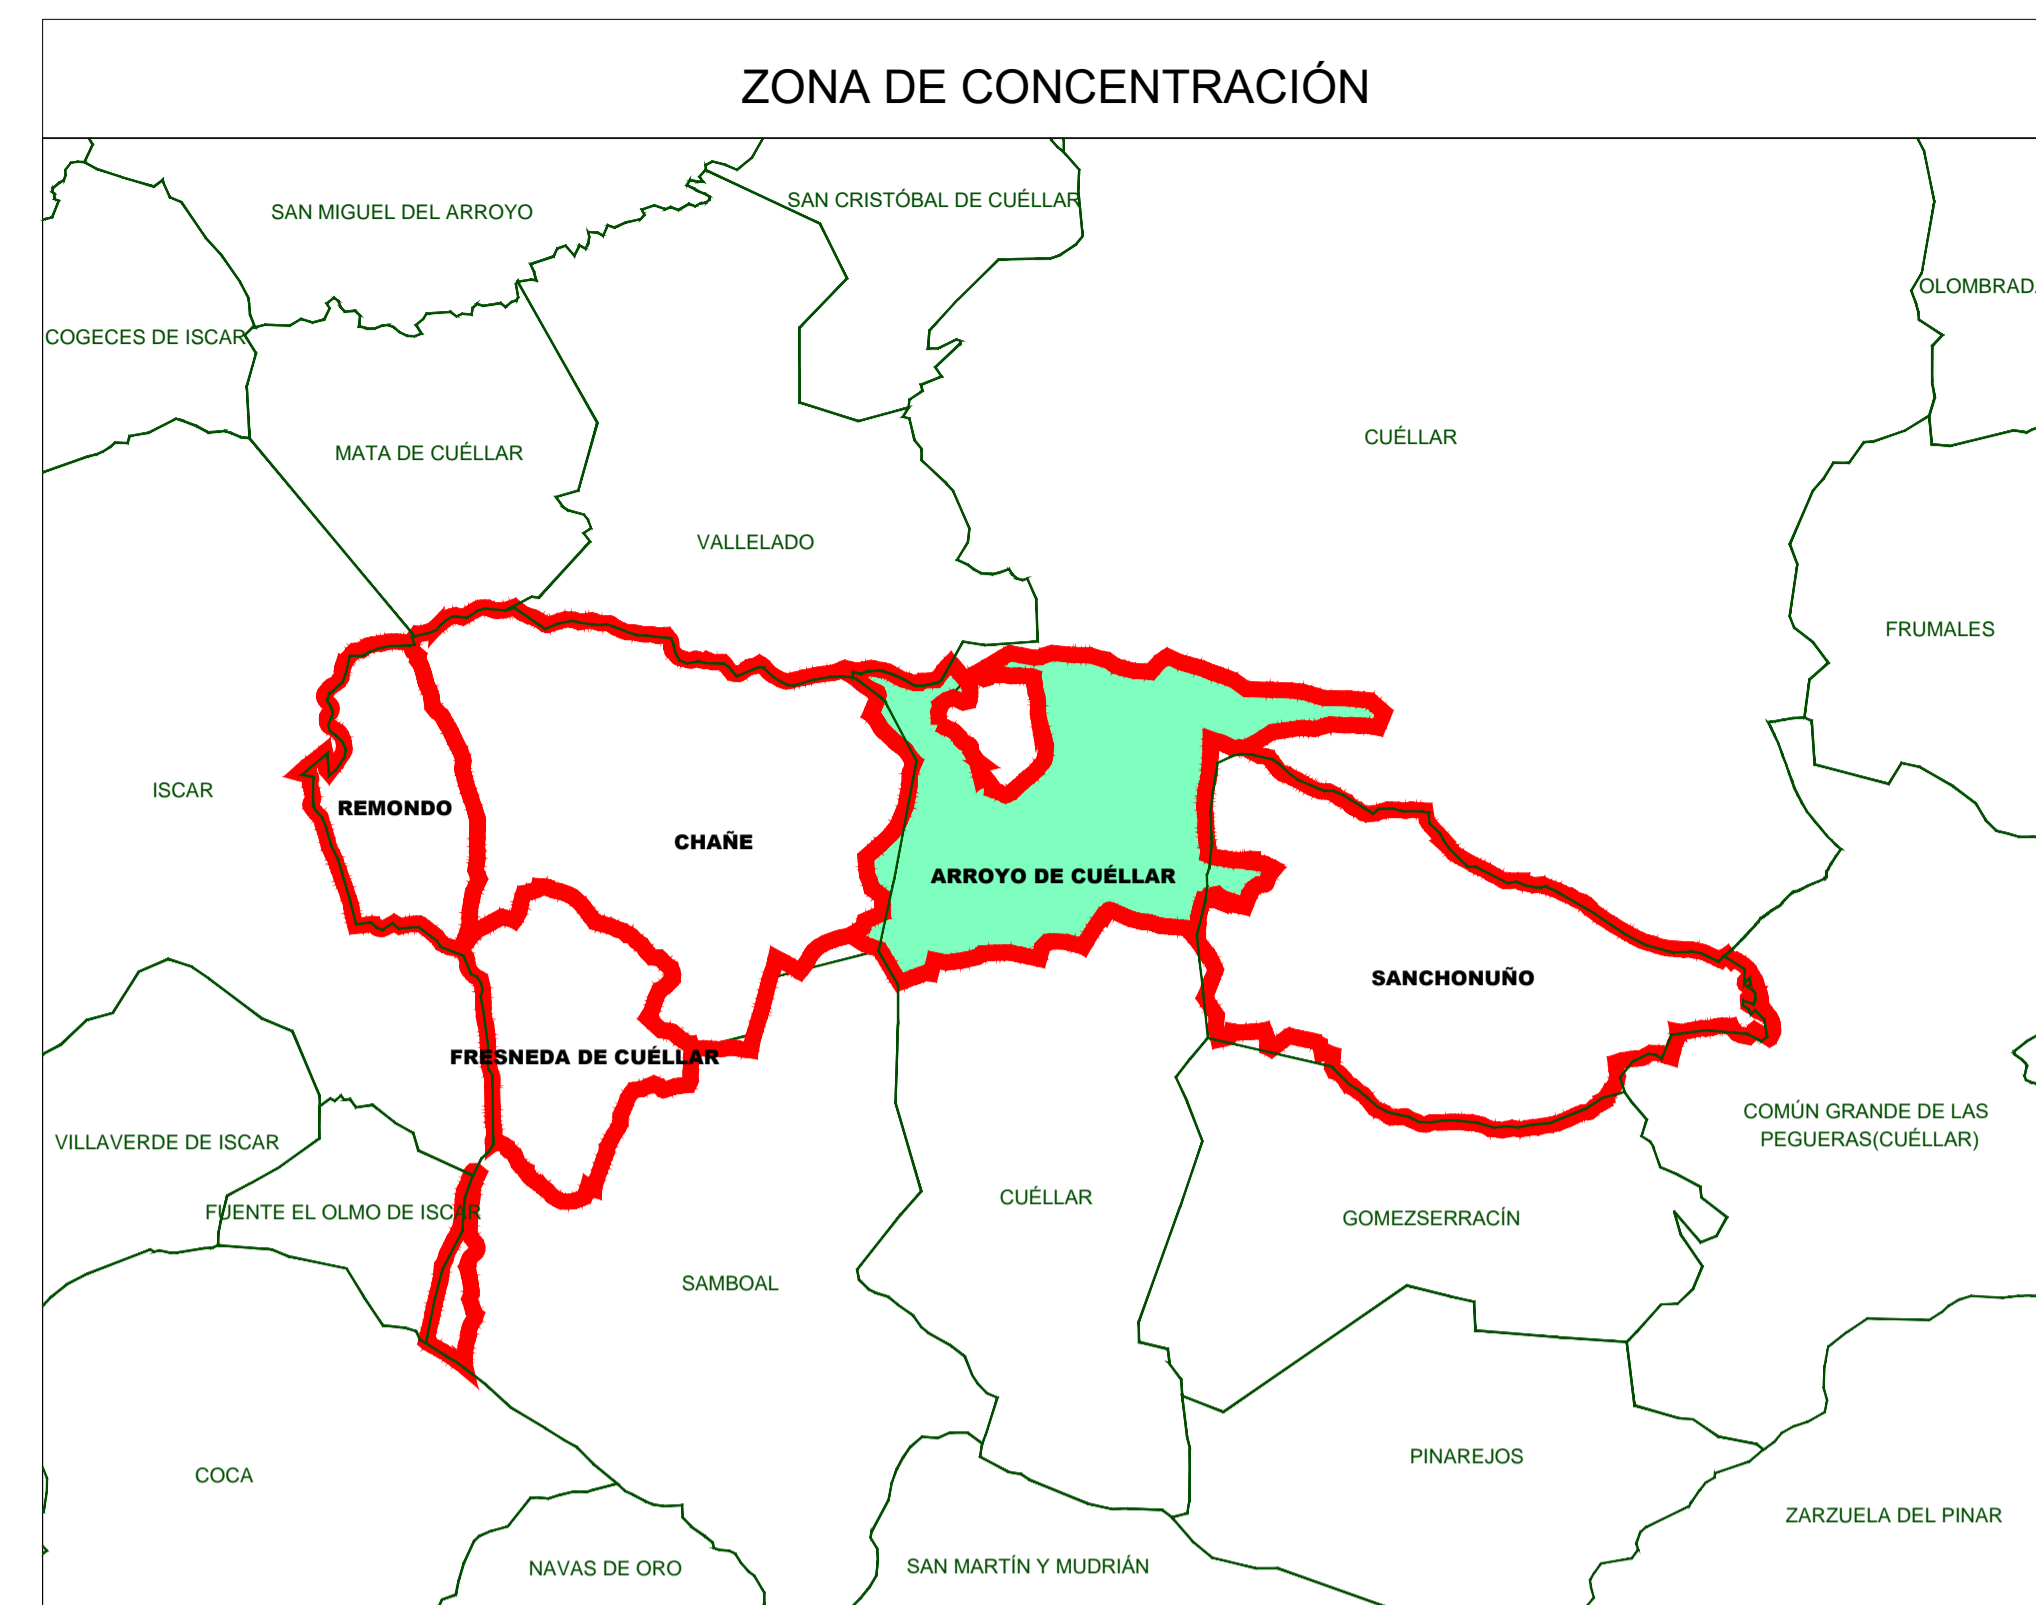 ZONA DE CONCENTRACIÓN
SAN MIGUEL DEL ARROYO
SAN CRISTÓBAL DE CUÉLLAR
OLOMBRADA
COGECES DE ISCAR
CUÉLLAR
MATA DE CUÉLLAR
VALLELADO
FRUMALES
ISCAR
REMONDO
CHAÑE
ARROYO DE CUÉLLAR
SANCHONUÑO
FRESNEDA DE CUÉLLAR
COMÚN GRANDE DE LAS
PEGUERAS(CUÉLLAR)
VILLAVERDE DE ISCAR
CUÉLLAR
FUENTE EL OLMO DE ISCAR
GOMEZSERRACÍN
SAMBOAL
PINAREJOS
COCA
ZARZUELA DEL PINAR
SAN MARTÍN Y MUDRIÁN
NAVAS DE ORO